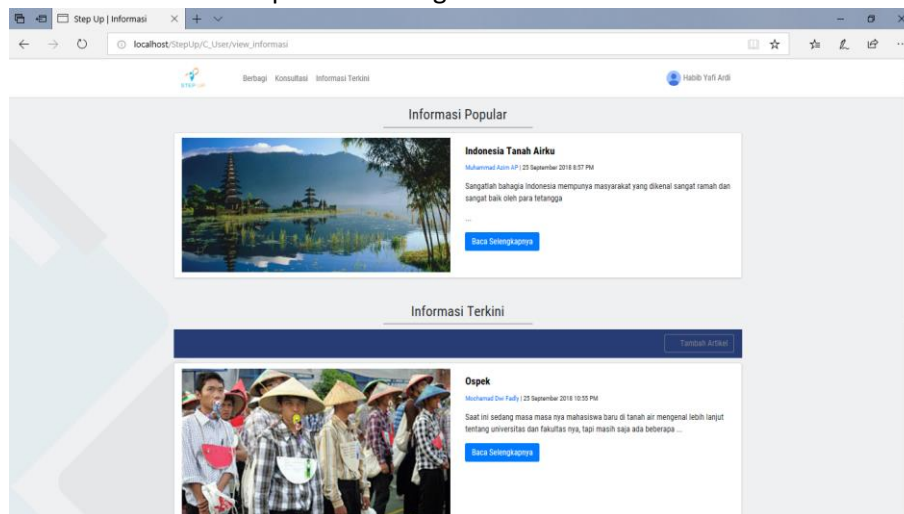 Step Up | Informasi
localhost/StepUp/C_User/view_informasi
STEP UP
Berbagi Konsultasi Informasi Terkini
Habib Yafi Ardi
Informasi Popular
Indonesia Tanah Airku
Muhammad Azim AP | 25 September 2018 8:57 PM
Sangatlah bahagia Indonesia mempunya masyarakat yang dikenal sangat ramah dan
sangat baik oleh para tetangga
...
Baca Selengkapnya
Informasi Terkini
Tambah Artikel
Ospek
Mochamad Dwi Fadly | 25 September 2018 10:55 PM
Saat ini sedang masa masa nya mahasiswa baru di tanah air mengenal lebih lanjut
tentang universitas dan fakultas nya, tapi masih saja ada beberapa ...
Baca Selengkapnya